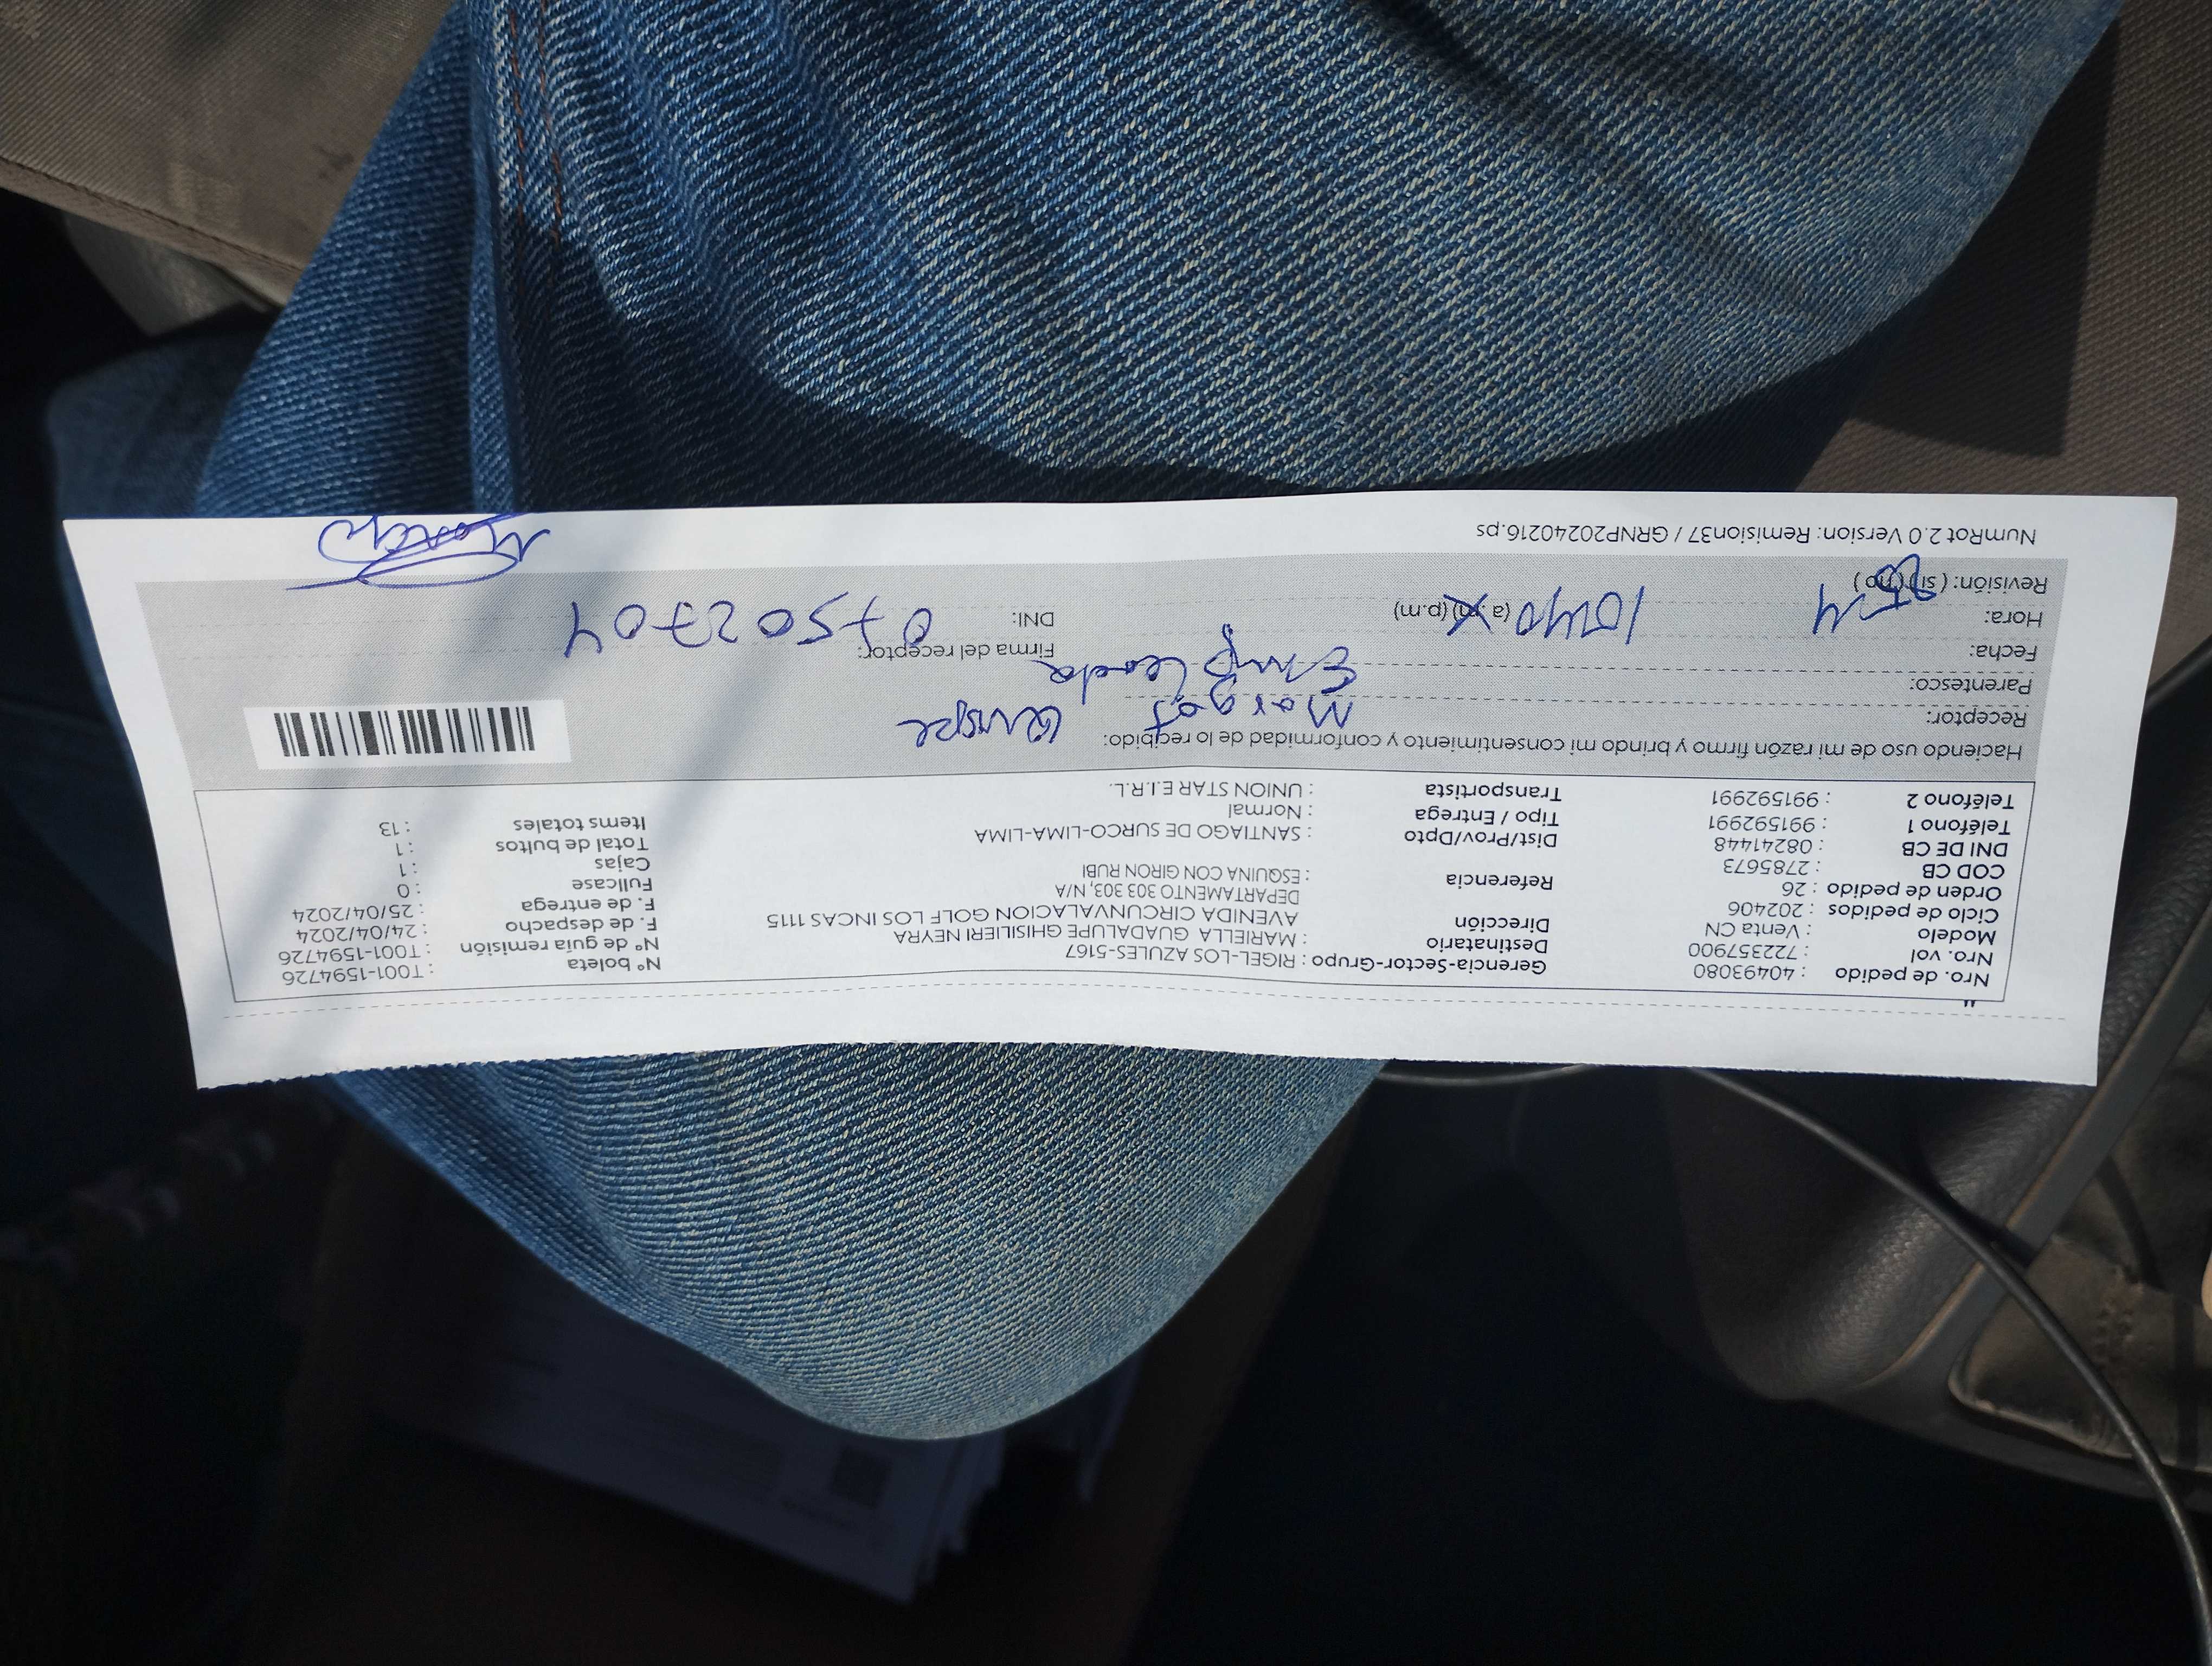 Nro. de pedido : 40493080 Gerencia-Sector-Grupo : RIGEL-LOS AZULES-5167 N° boleta : T001-1594726
Nro. vol. : 722357900 Destinatario : MARIELLA GUADALUPE GHISILIERI NEYRA N° de guia remisión : T001-1594726
Modelo : Venta CN Dirección AVENIDA CIRCUNVALACION GOLF LOS INCAS 1115 F. de despacho : 24/04/2024
Ciclo de pedidos : 202406 DEPARTAMENTO 303 303, N/A F. de entrega : 25/04/2024
Orden de pedido : 26 Referencia : ESQUINA CON GIRON RUBI Fullcase : 0
COD CB : 2785673 Cajas : 1
DNI DE CB : 08241448 Dist/Prov/Dpto : SANTIAGO DE SURCO-LIMA-LIMA Total de bultos : 1
Teléfono 1 : 991592991 Tipo / Entrega : Normal Items totales : 13
Teléfono 2 : 991592991 Transportista : UNION STAR E.I.R.L.
Haciendo uso de mi razón firmo y brindo mi consentimiento y conformidad de lo recibido:
Receptor: Margot Quispe
Parentesco: Empleada
Fecha: Firma del receptor:
Hora: 25-4 1040 (a.m) (p.m) DNI: 07502704
Revisión: ( si ) ( no )
NumRot 2.0 Version: Remision37 / GRNP20240216.ps